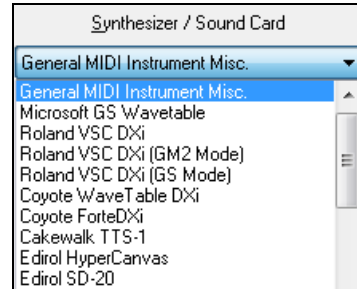 Synthesizer / Sound Card
General MIDI Instrument Misc.
General MIDI Instrument Misc.
Microsoft GS Wavetable
Roland VSC DXi
Roland VSC DXi (GM2 Mode)
Roland VSC DXi (GS Mode)
Coyote WaveTable DXi
Coyote ForteDXi
Cakewalk TTS-1
Edirol HyperCanvas
Edirol SD-20